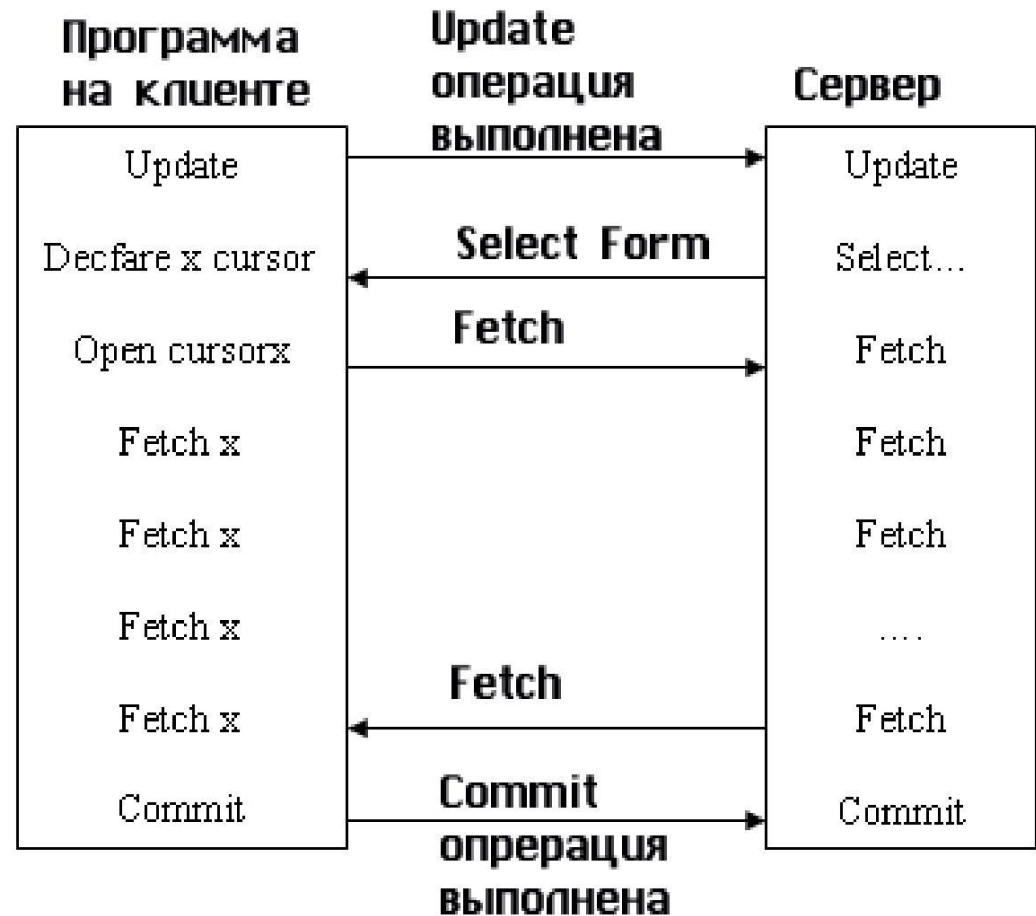 Программа
на клиенте
Update
операция
выполнена
Сервер
Update
Update
Decfare x cursor
Select Form
Select...
Open cursorx
Fetch
Fetch
Fetch x
Fetch
Fetch x
Fetch
Fetch x
....
Fetch x
Fetch
Fetch
Commit
Commit
опрерация
выполнена
Commit